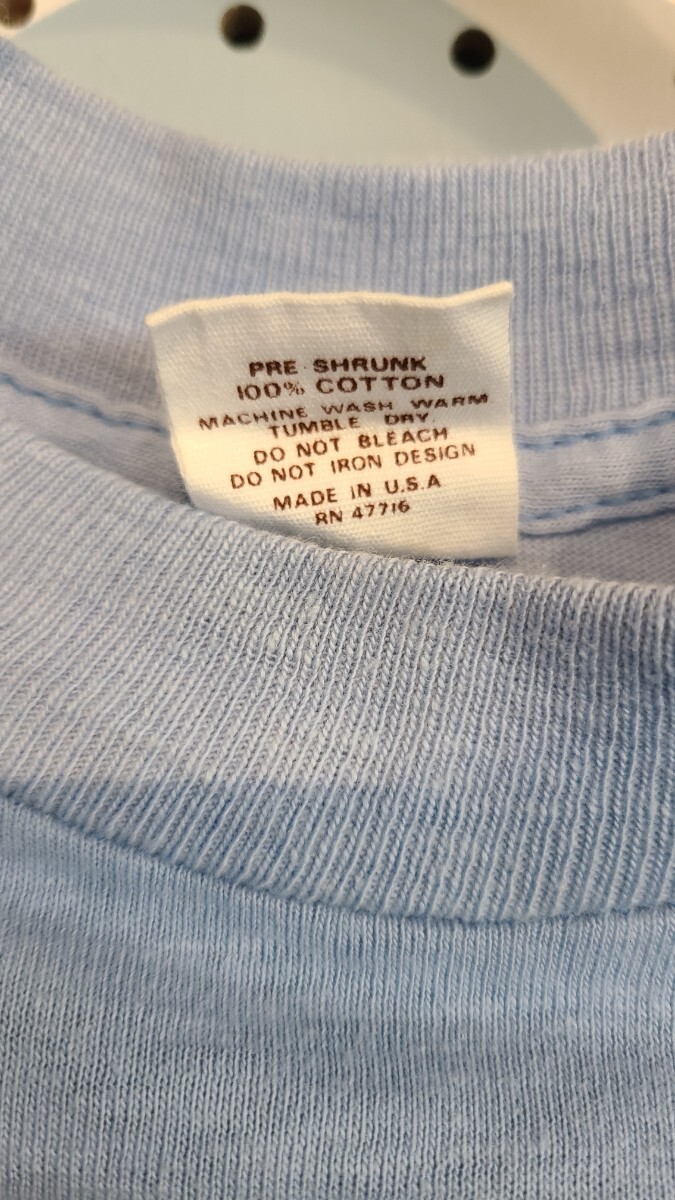 PRE-SHRUNK
100% COTTON
MACHINE WASH WARM
TUMBLE DRY.
DO NOT BLEACH
DO NOT IRON DESIGN
MADE IN U.S.A
RN 47716